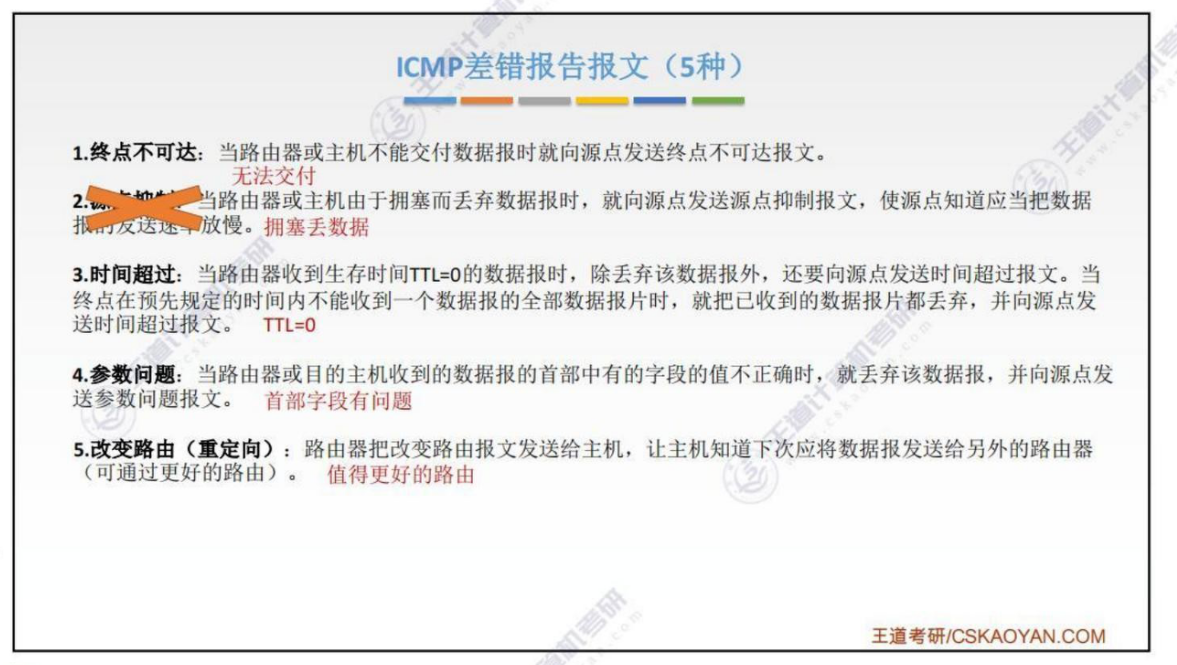 ICMP差错报告报文（5种）
1.终点不可达：当路由器或主机不能交付数据报时就向源点发送终点不可达报文。
无法交付
2. 当路由器或主机由于拥塞而丢弃数据报时，就向源点发送源点抑制报文，使源点知道应当把数据
报的发送速率放慢。 拥塞丢数据
3.时间超过：当路由器收到生存时间TTL=0的数据报时，除丢弃该数据报外，还要向源点发送时间超过报文。当
终点在预先规定的时间内不能收到一个数据报的全部数据报片时，就把已收到的数据报片都丢弃，并向源点发
送时间超过报文。 TTL=0
4.参数问题：当路由器或目的主机收到的数据报的首部中有的字段的值不正确时，就丢弃该数据报，并向源点发
送参数问题报文。 首部字段有问题
5.改变路由（重定向）：路由器把改变路由报文发送给主机，让主机知道下次应将数据报发送给另外的路由器
（可通过更好的路由）。 值得更好的路由
王道考研/CSKAOYAN.COM